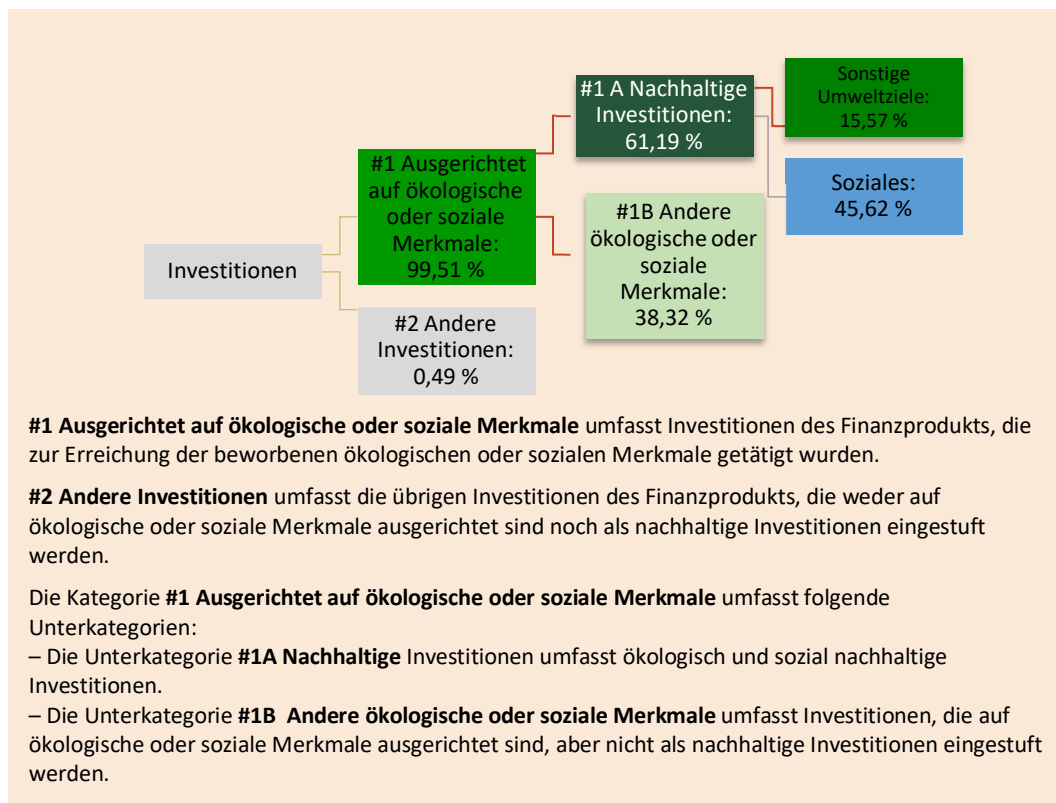 Investitionen
#1 Ausgerichtet
auf ökologische
oder soziale
Merkmale:
99,51 %
#2 Andere
Investitionen:
0,49 %
#1 A Nachhaltige
Investitionen:
61,19 %
#1B Andere
ökologische oder
soziale
Merkmale:
38,32 %
Sonstige
Umweltziele:
15,57 %
Soziales:
45,62 %
#1 Ausgerichtet auf ökologische oder soziale Merkmale umfasst Investitionen des Finanzprodukts, die
zur Erreichung der beworbenen ökologischen oder sozialen Merkmale getätigt wurden.
#2 Andere Investitionen umfasst die übrigen Investitionen des Finanzprodukts, die weder auf
ökologische oder soziale Merkmale ausgerichtet sind noch als nachhaltige Investitionen eingestuft
werden.
Die Kategorie #1 Ausgerichtet auf ökologische oder soziale Merkmale umfasst folgende
Unterkategorien:
– Die Unterkategorie #1A Nachhaltige Investitionen umfasst ökologisch und sozial nachhaltige
Investitionen.
– Die Unterkategorie #1B Andere ökologische oder soziale Merkmale umfasst Investitionen, die auf
ökologische oder soziale Merkmale ausgerichtet sind, aber nicht als nachhaltige Investitionen eingestuft
werden.